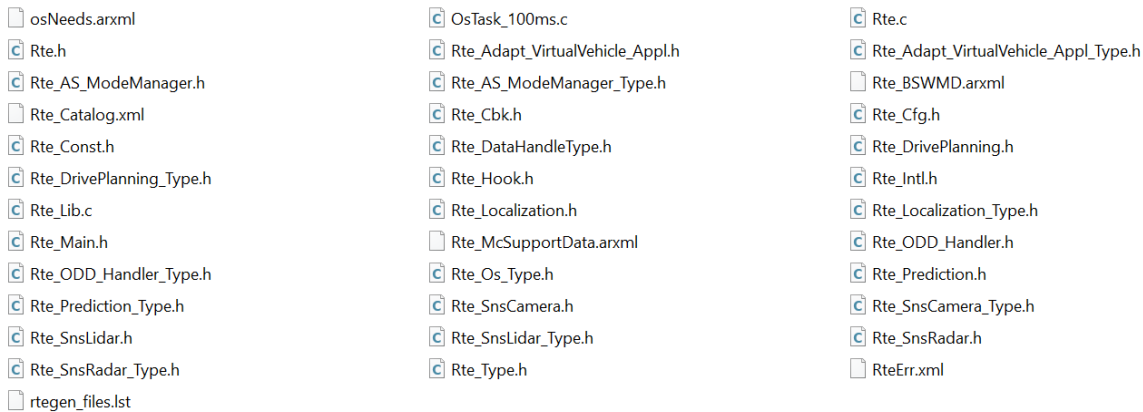 osNeeds.arxml
OsTask_100ms.c
Rte.c
Rte.h
Rte_Adapt_VirtualVehicle_Appl.h
Rte_Adapt_VirtualVehicle_Appl_Type.h
Rte_AS_ModeManager.h
Rte_AS_ModeManager_Type.h
Rte_BSWMD.arxml
Rte_Catalog.xml
Rte_Cbk.h
Rte_Cfg.h
Rte_Const.h
Rte_DataHandleType.h
Rte_DrivePlanning.h
Rte_DrivePlanning_Type.h
Rte_Hook.h
Rte_Intl.h
Rte_Lib.c
Rte_Localization.h
Rte_Localization_Type.h
Rte_Main.h
Rte_McSupportData.arxml
Rte_ODD_Handler.h
Rte_ODD_Handler_Type.h
Rte_Os_Type.h
Rte_Prediction.h
Rte_Prediction_Type.h
Rte_SnsCamera.h
Rte_SnsCamera_Type.h
Rte_SnsLidar.h
Rte_SnsLidar_Type.h
Rte_SnsRadar.h
Rte_SnsRadar_Type.h
Rte_Type.h
RteErr.xml
rtegen_files.lst